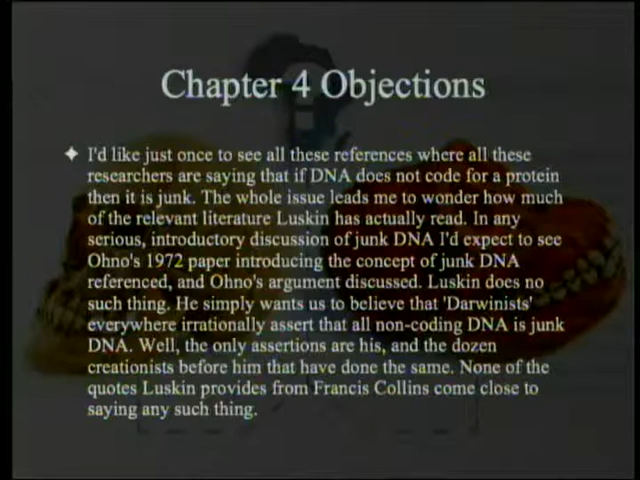 Chapter 4 Objections
✦ I'd like just once to see all these references where all these
researchers are saying that if DNA does not code for a protein
then it is junk. The whole issue leads me to wonder how much
of the relevant literature Luskin has actually read. In any
serious, introductory discussion of junk DNA I'd expect to see
Ohno's 1972 paper introducing the concept of junk DNA
referenced, and Ohno's argument discussed. Luskin does no
such thing. He simply wants us to believe that 'Darwinists'
everywhere irrationally assert that all non-coding DNA is junk
DNA. Well, the only assertions are his, and the dozen
creationists before him that have done the same. None of the
quotes Luskin provides from Francis Collins come close to
saying any such thing.